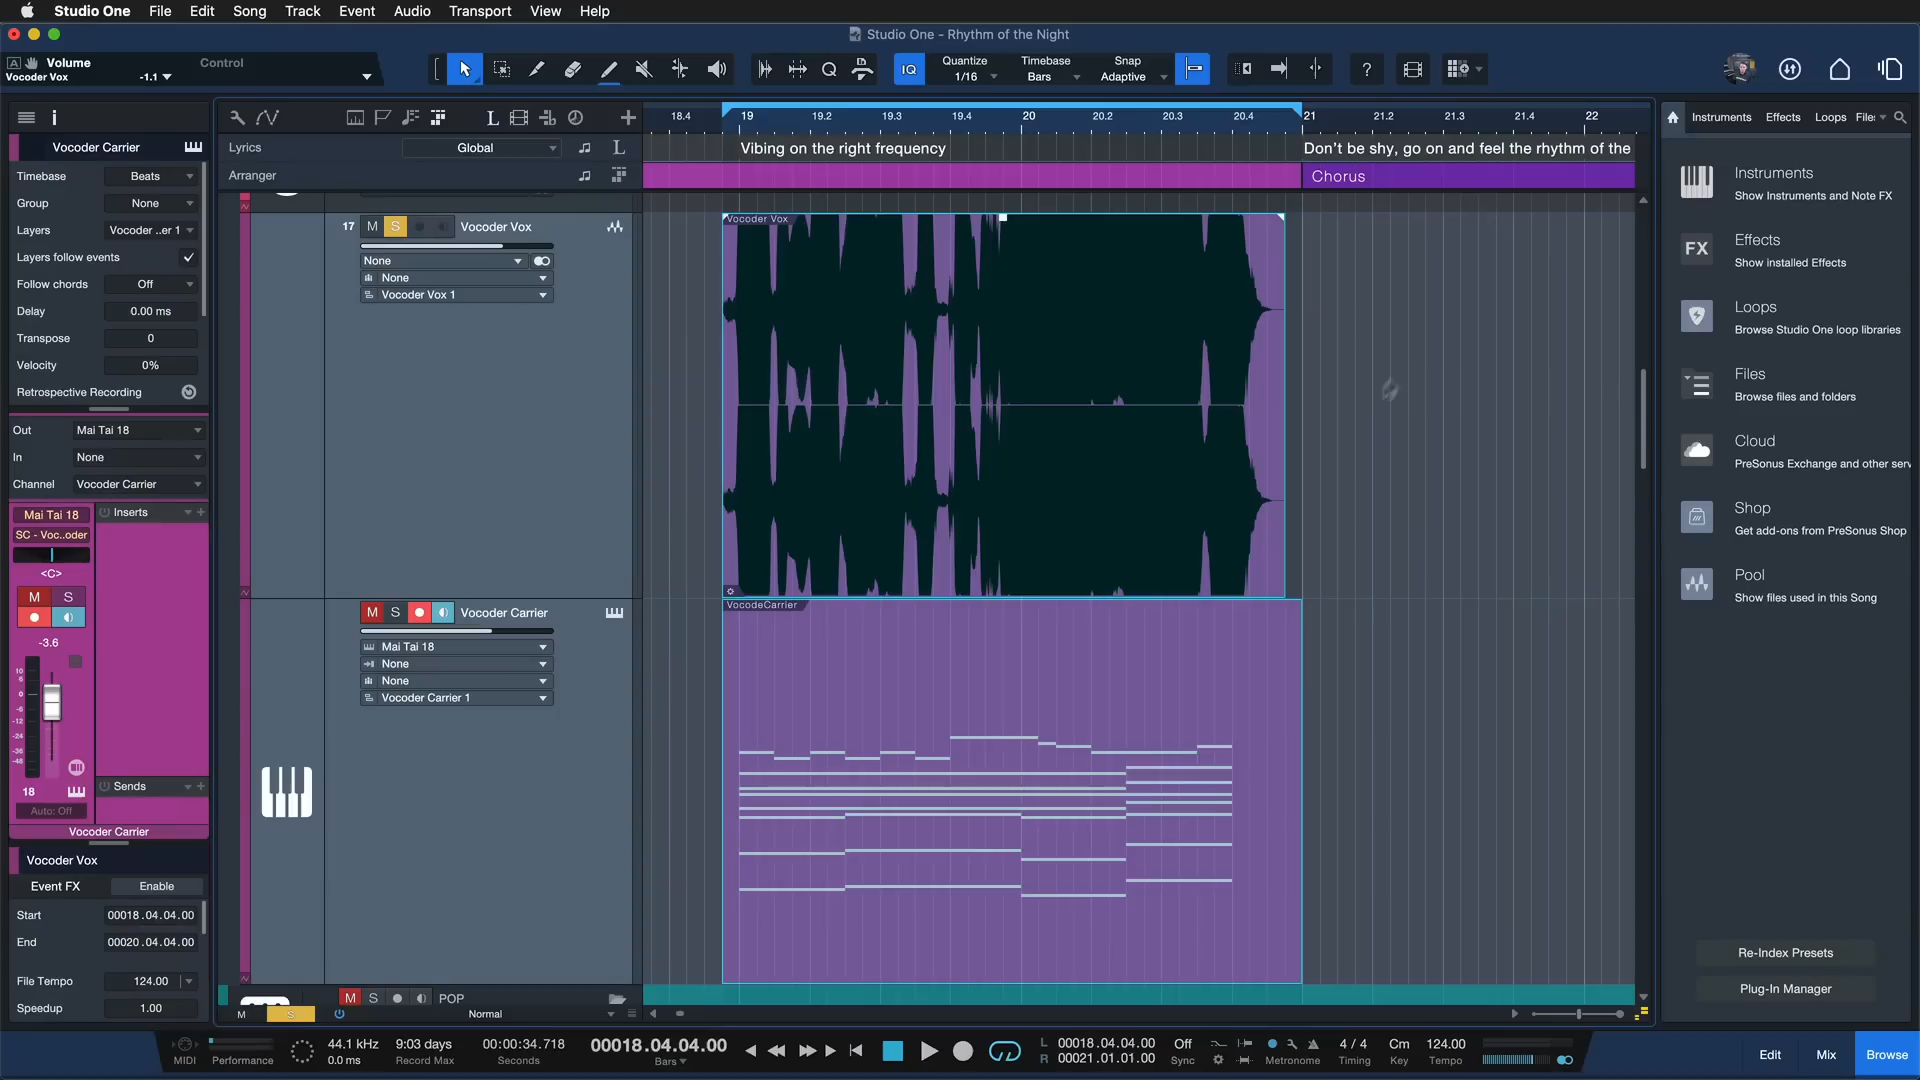 Studio One File Edit Song Track Event Audio Transport View Help
Studio One - Rhythm of the Night
A Volume Control
Vocoder Vox -1.1
IQ
Quantize Timebase Snap
1/16 Bars Adaptive
?
i
Vocoder Carrier
Timebase Beats
Group None
Layers Vocoder ..er 1
Layers follow events
Follow chords Off
Delay 0.00 ms
Transpose 0
Velocity 0%
Retrospective Recording
Out Mai Tai 18
In None
Channel Vocoder Carrier
Mai Tai 18 Inserts
SC - Voc..oder
<C>
M S
-3.6
10
6
0
-6
-12
-24
-36
-48
18
Sends
Auto: Off
Vocoder Carrier
Vocoder Vox
Event FX Enable
Start 00018.04.04.00
End 00020.04.04.00
File Tempo 124.00
Speedup 1.00
L
18.4 19 19.2 19.3 19.4 20 20.2 20.3 20.4 21 21.2 21.3 21.4 22
Lyrics Global L
Vibing on the right frequency Don't be shy, go on and feel the rhythm of the
Arranger Chorus
17 M S Vocoder Vox
None
None
Vocoder Vox 1
Vocoder Vox
M S Vocoder Carrier
Mai Tai 18
None
None
Vocoder Carrier 1
VocodeCarrier
M S POP
M S Normal
Instruments Effects Loops File
Instruments
Show Instruments and Note FX
FX
Effects
Show installed Effects
Loops
Browse Studio One loop libraries
Files
Browse files and folders
Cloud
PreSonus Exchange and other serv
Shop
Get add-ons from PreSonus Shop
Pool
Show files used in this Song
Re-Index Presets
Plug-In Manager
MIDI Performance
44.1 kHz
0.0 ms
9:03 days
Record Max
00:00:34.718
Seconds
00018.04.04.00
Bars
L 00018.04.04.00
R 00021.01.01.00
Off
Sync
Metronome
4 / 4
Timing
Cm
Key
124.00
Tempo
Edit Mix Browse